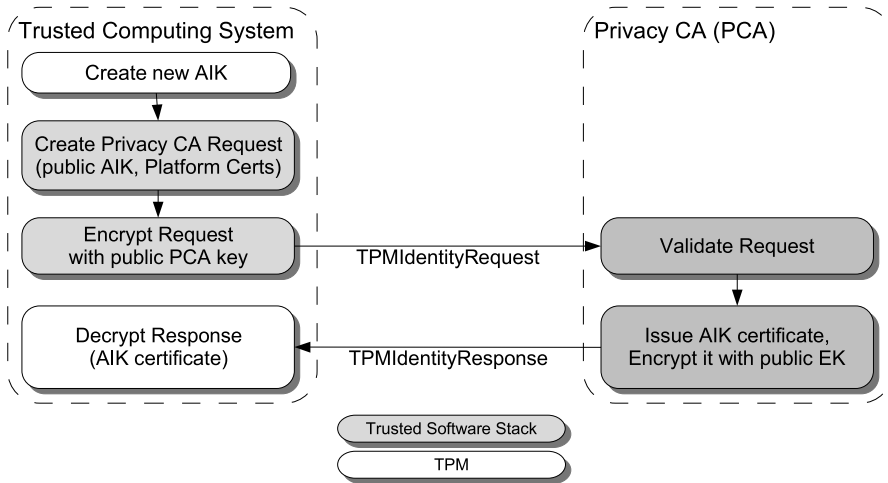 Trusted Computing System
Create new AIK
Create Privacy CA Request
(public AIK, Platform Certs)
Encrypt Request
with public PCA key
TPMIdentityRequest
Decrypt Response
(AIK certificate)
TPMIdentityResponse
Privacy CA (PCA)
Validate Request
Issue AIK certificate,
Encrypt it with public EK
Trusted Software Stack
TPM